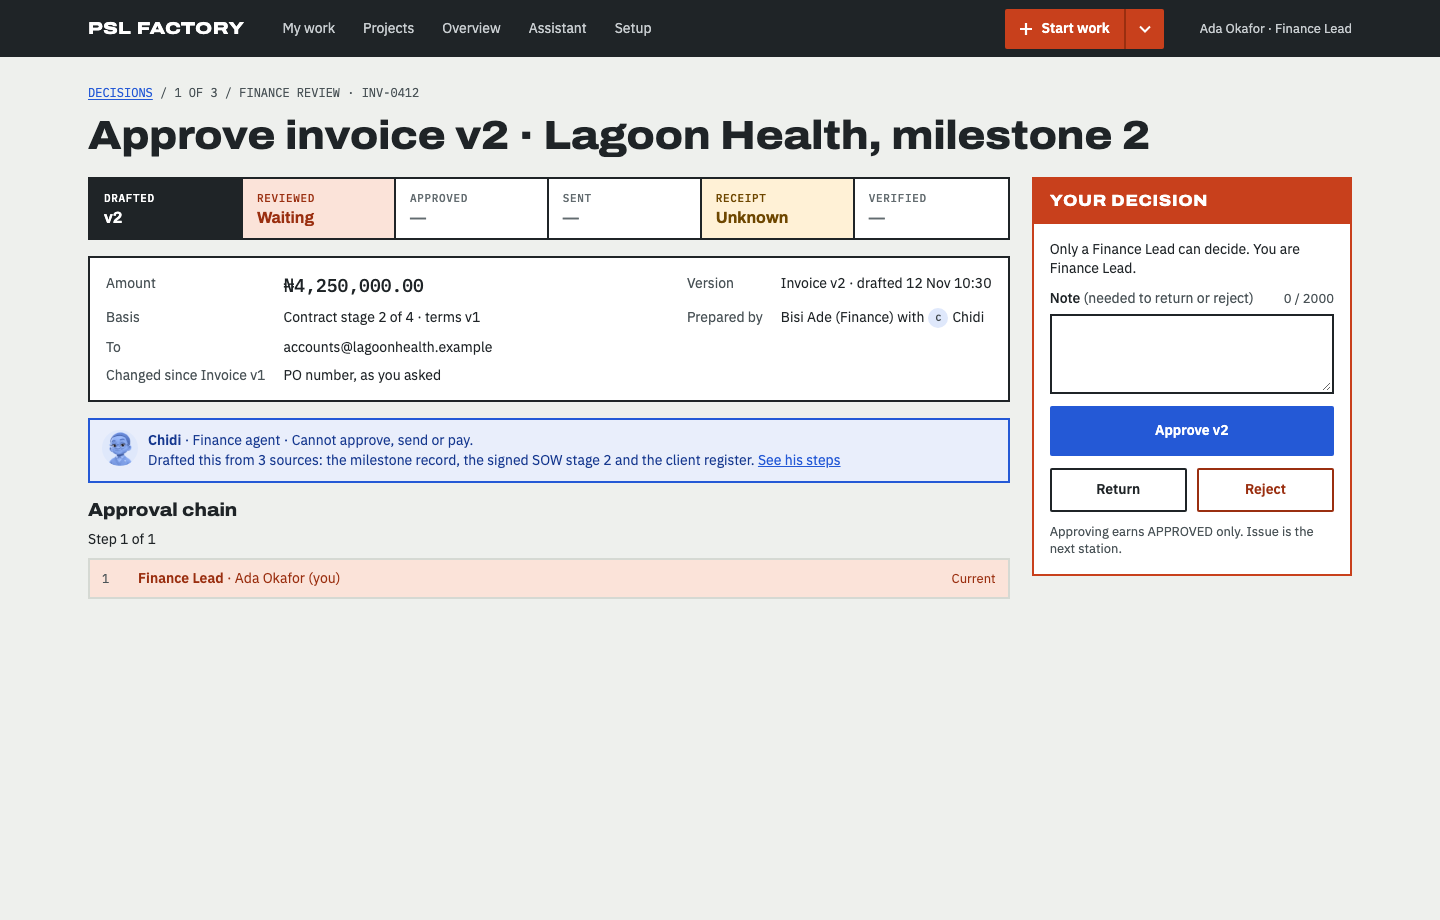 PSL FACTORY
My work
Projects
Overview
Assistant
Setup
+ Start work
Ada Okafor · Finance Lead
DECISIONS / 1 OF 3 / FINANCE REVIEW · INV-0412
Approve invoice v2 · Lagoon Health, milestone 2
DRAFTED
v2
REVIEWED
Waiting
APPROVED
—
SENT
—
RECEIPT
Unknown
VERIFIED
—
Amount
₦4,250,000.00
Version
Invoice v2 · drafted 12 Nov 10:30
Basis
Contract stage 2 of 4 · terms v1
Prepared by
Bisi Ade (Finance) with C Chidi
To
accounts@lagoonhealth.example
Changed since Invoice v1
PO number, as you asked
Chidi · Finance agent · Cannot approve, send or pay.
Drafted this from 3 sources: the milestone record, the signed SOW stage 2 and the client register. See his steps
Approval chain
Step 1 of 1
1
Finance Lead · Ada Okafor (you)
Current
YOUR DECISION
Only a Finance Lead can decide. You are
Finance Lead.
Note (needed to return or reject)
0 / 2000
Approve v2
Return
Reject
Approving earns APPROVED only. Issue is the
next station.